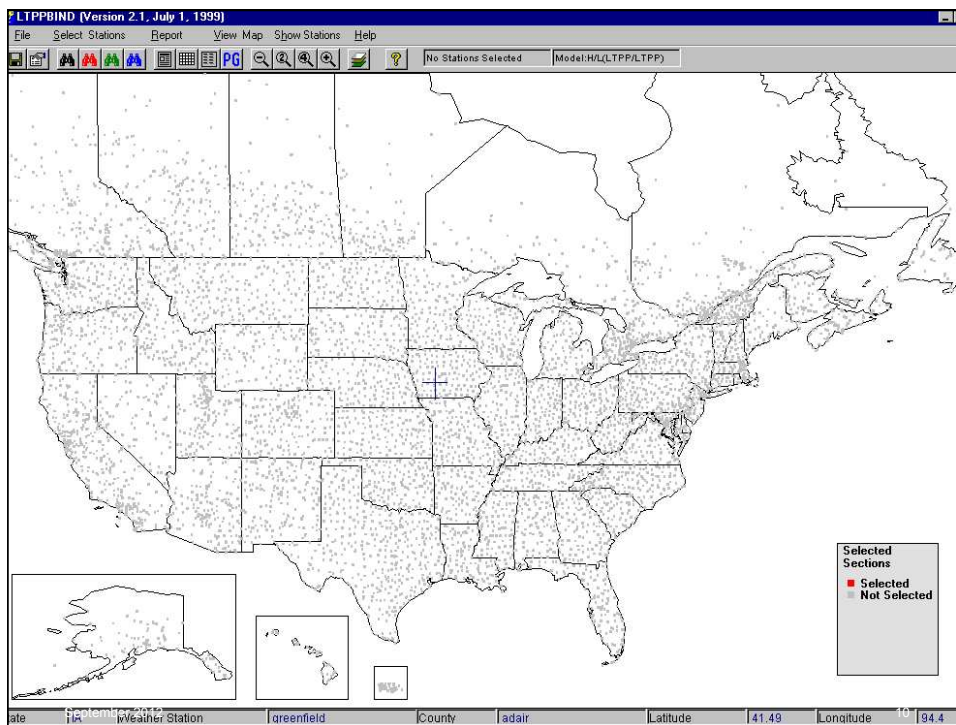 LTPPBIND (Version 2.1, July 1, 1999)
File Select Stations Report View Map Show Stations Help
PG ? No Stations Selected Model:H/L(LTPP/LTPP)
Selected
Sections
Selected
Not Selected
ate IA Weather Station greenfield County adair Latitude 41.49 Longitude 94.4
September 2012 10